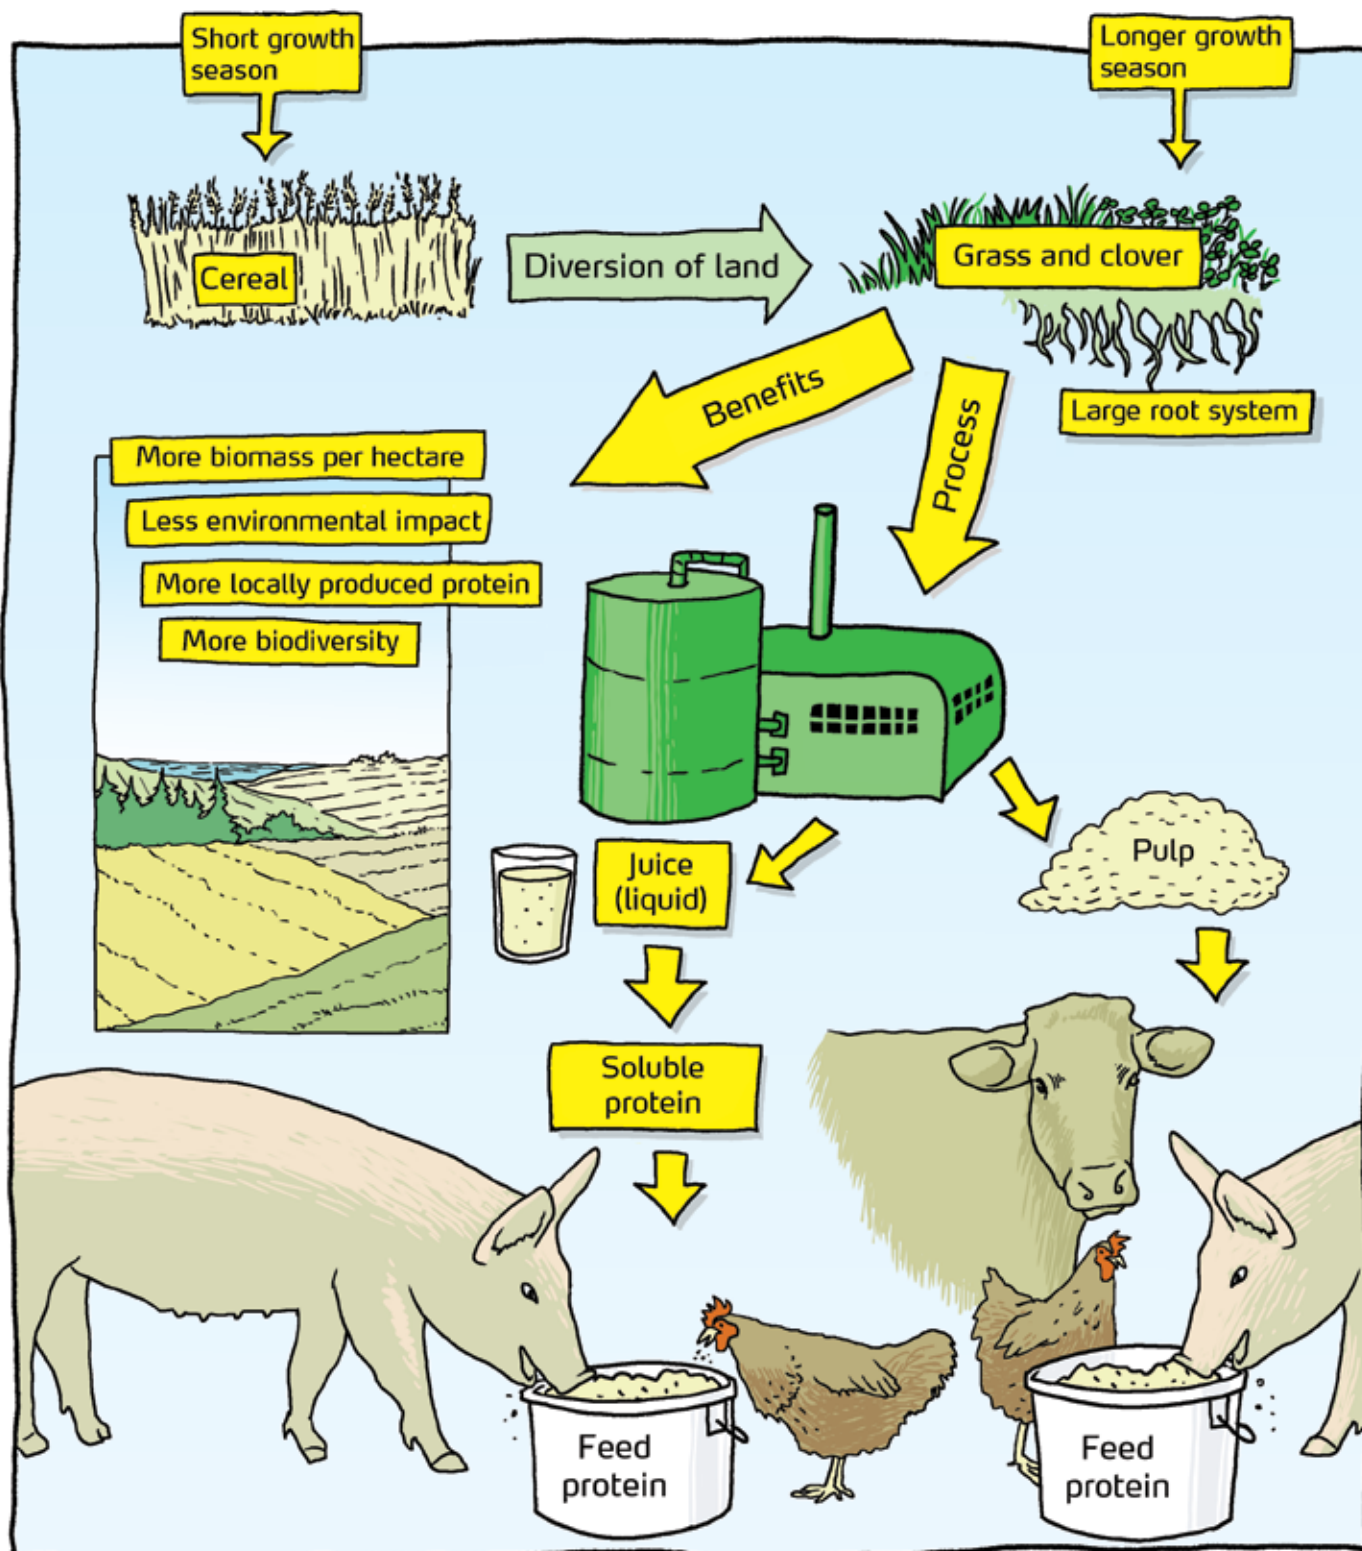 Short growth
season
Longer growth
season
Cereal
Diversion of land
Grass and clover
Large root system
Benefits
Process
More biomass per hectare
Less environmental impact
More locally produced protein
More biodiversity
Juice
(liquid)
Pulp
Soluble
protein
Feed
protein
Feed
protein